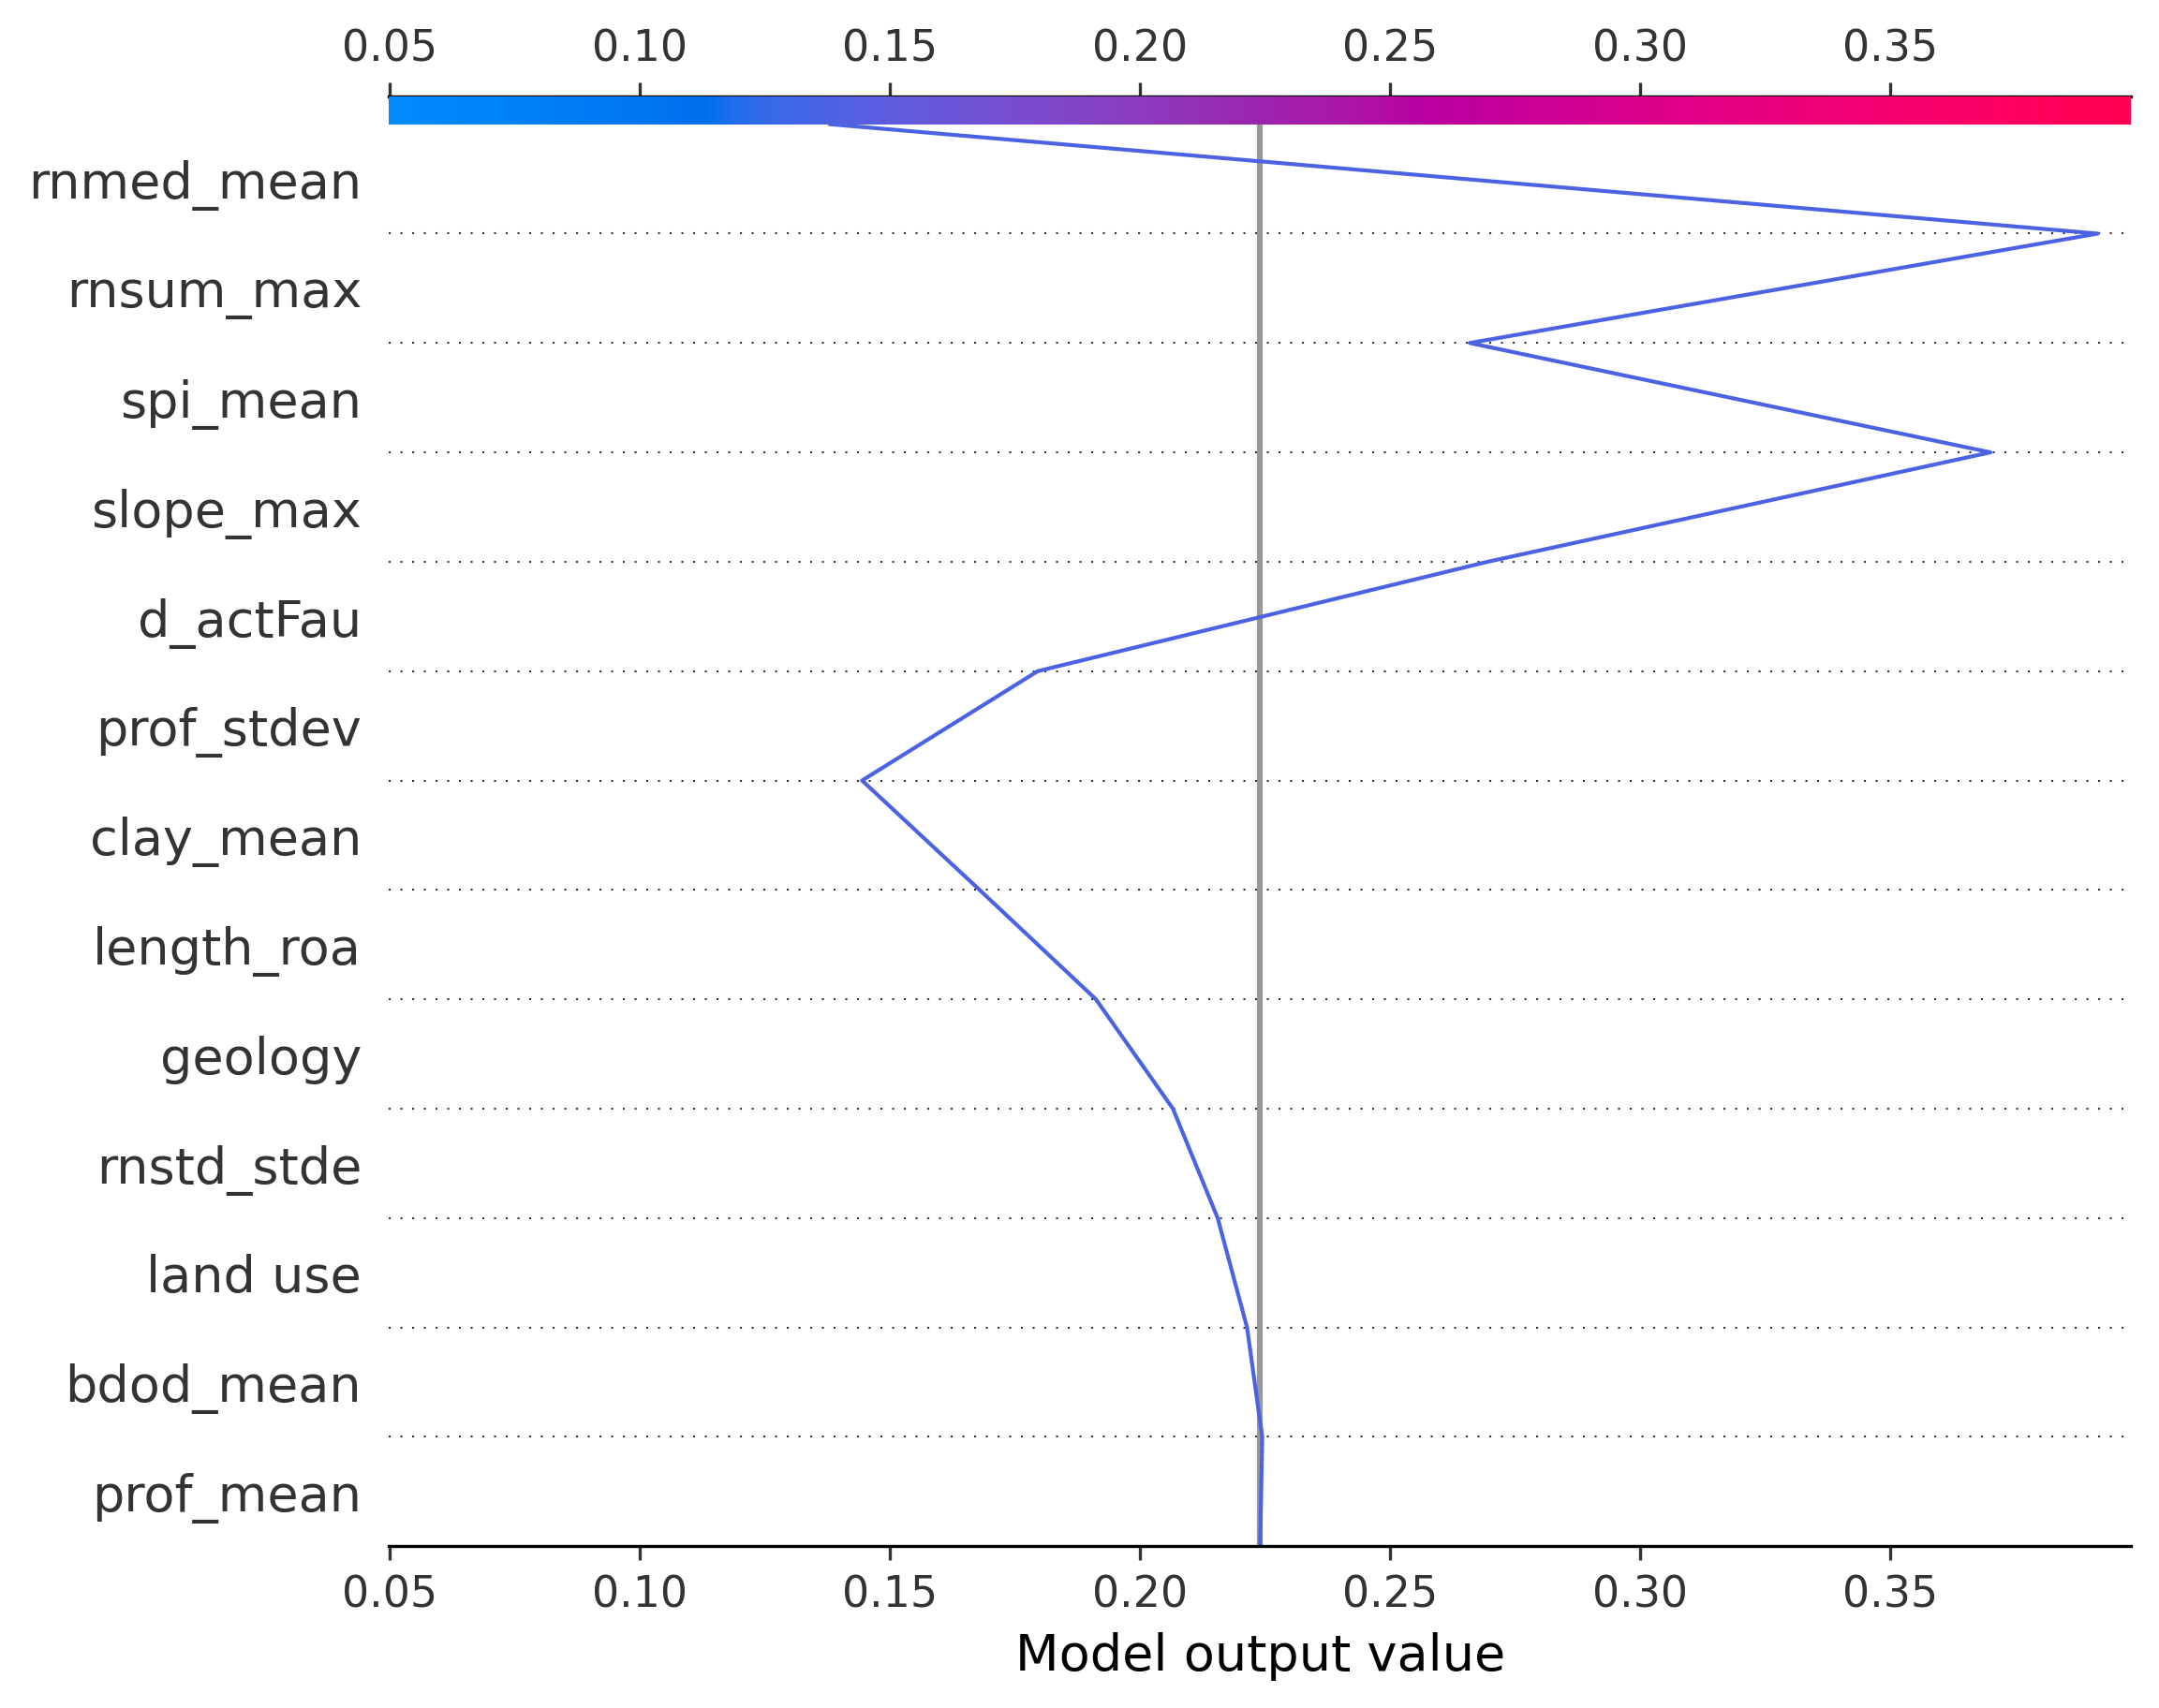 0.05 0.10 0.15 0.20 0.25 0.30 0.35
rnmed_mean
rnsum_max
spi_mean
slope_max
d_actFau
prof_stdev
clay_mean
length_roa
geology
rnstd_stde
land use
bdod_mean
prof_mean
0.05 0.10 0.15 0.20 0.25 0.30 0.35
Model output value